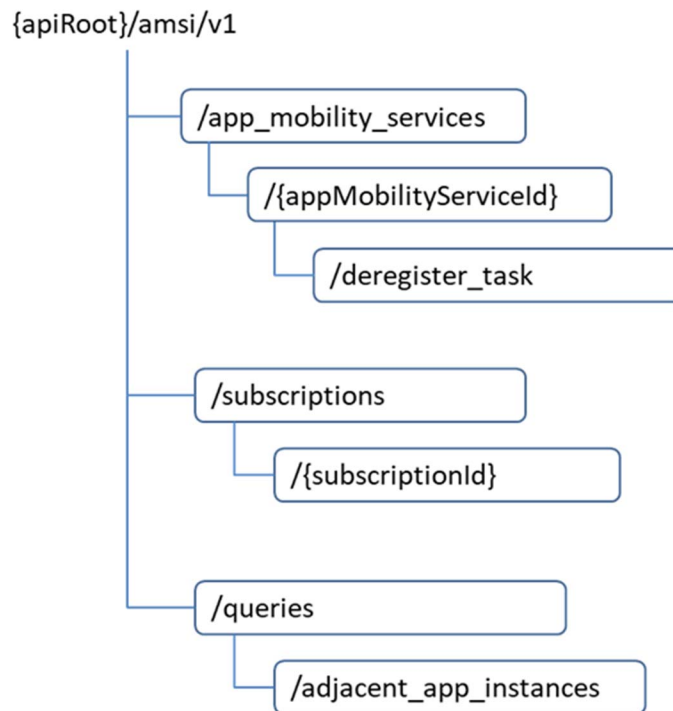 {apiRoot}/amsi/v1
/app_mobility_services
/{appMobilityServiceId}
/deregister_task
/subscriptions
/{subscriptionId}
/queries
/adjacent_app_instances